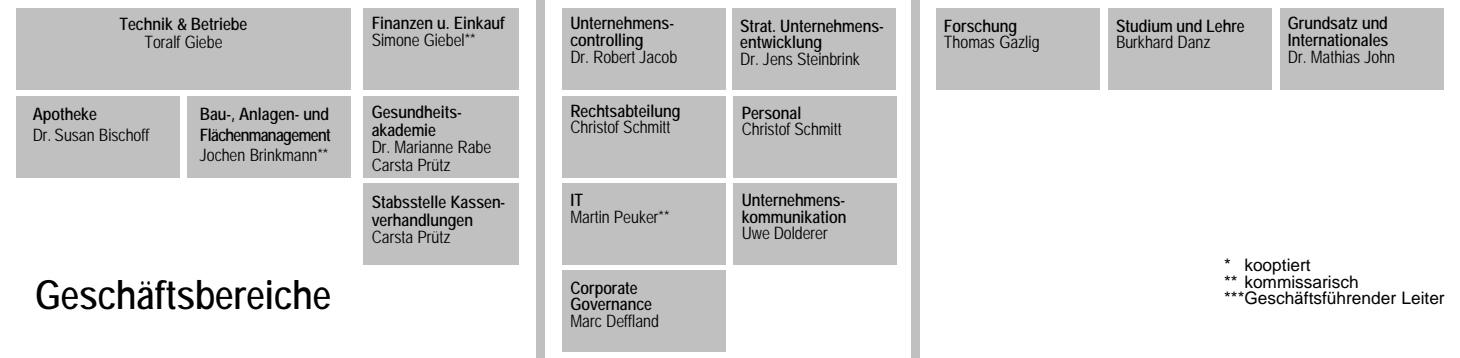 Technik & Betriebe
Toralf Giebe
Finanzen u. Einkauf
Simone Giebel**
Apotheke
Dr. Susan Bischoff
Bau-, Anlagen- und
Flächenmanagement
Jochen Brinkmann**
Gesundheits-
akademie
Dr. Marianne Rabe
Carsta Prütz
Stabsstelle Kassen-
verhandlungen
Carsta Prütz
Geschäftsbereiche
Unternehmens-
controlling
Dr. Robert Jacob
Strat. Unternehmens-
entwicklung
Dr. Jens Steinbrink
Rechtsabteilung
Christof Schmitt
Personal
Christof Schmitt
IT
Martin Peuker**
Unternehmens-
kommunikation
Uwe Dolderer
Corporate
Governance
Marc Deffland
Forschung
Thomas Gazlig
Studium und Lehre
Burkhard Danz
Grundsatz und
Internationales
Dr. Mathias John
* kooptiert
** kommissarisch
***Geschäftsführender Leiter